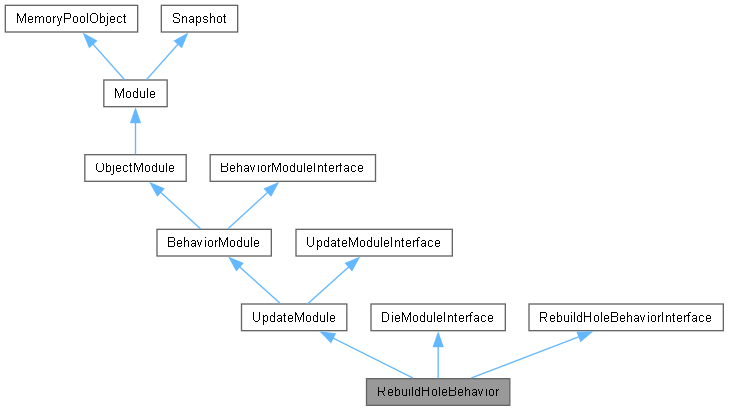 MemoryPoolObject
Snapshot
Module
ObjectModule
BehaviorModuleInterface
BehaviorModule
UpdateModuleInterface
UpdateModule
DieModuleInterface
RebuildHoleBehaviorInterface
RebuildHoleBehavior